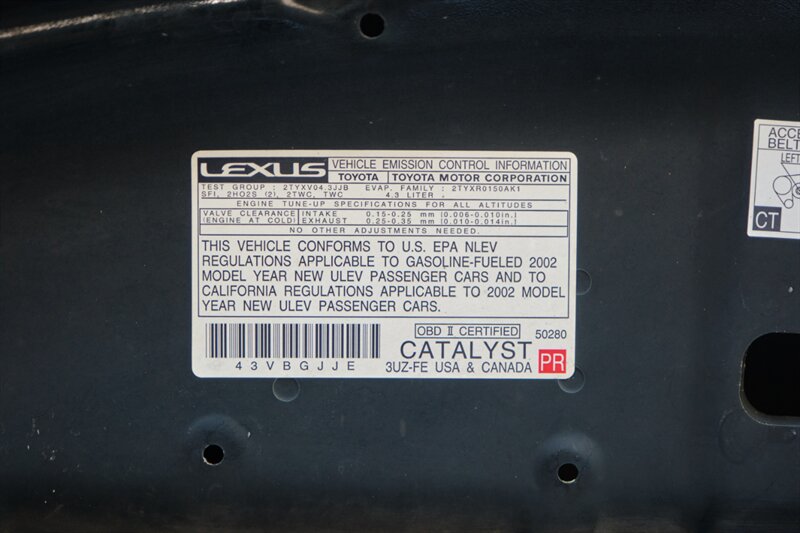 LEXUS VEHICLE EMISSION CONTROL INFORMATION
TOYOTA TOYOTA MOTOR CORPORATION
TEST GROUP : 2TYXV04.3JJB EVAP. FAMILY : 2TYXR0150AK1
SFI, 2HO2S (2), 2TWC, TWC 4.3 LITER
ENGINE TUNE-UP SPECIFICATIONS FOR ALL ALTITUDES
VALVE CLEARANCE INTAKE 0.15-0.25 mm (0.006-0.010in.)
(ENGINE AT COLD) EXHAUST 0.25-0.35 mm (0.010-0.014in.)
NO OTHER ADJUSTMENTS NEEDED.
THIS VEHICLE CONFORMS TO U.S. EPA NLEV
REGULATIONS APPLICABLE TO GASOLINE-FUELED 2002
MODEL YEAR NEW ULEV PASSENGER CARS AND TO
CALIFORNIA REGULATIONS APPLICABLE TO 2002 MODEL
YEAR NEW ULEV PASSENGER CARS.
OBD II CERTIFIED 50280
CATALYST PR
43VBGJJE 3UZ-FE USA & CANADA
ACCE
BELT
LEFT
CT